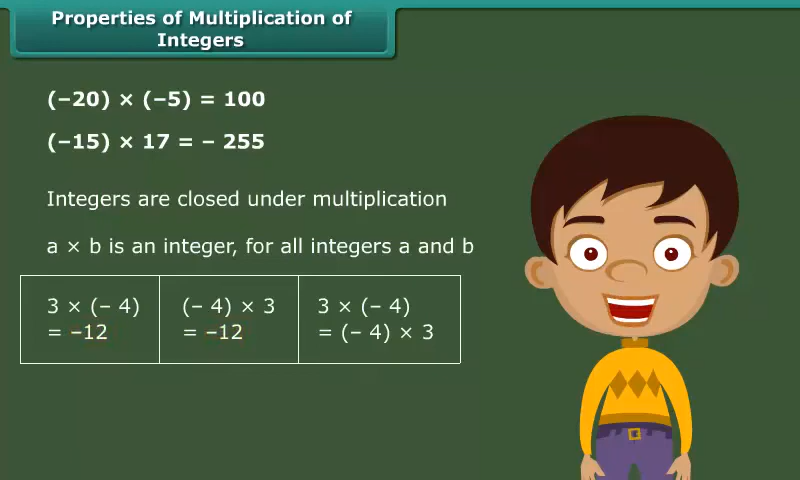 Properties of Multiplication of
Integers
(–20) × (–5) = 100
(–15) × 17 = – 255
Integers are closed under multiplication
a × b is an integer, for all integers a and b
3 × (– 4)
= –12
(– 4) × 3
= –12
3 × (– 4)
= (– 4) × 3